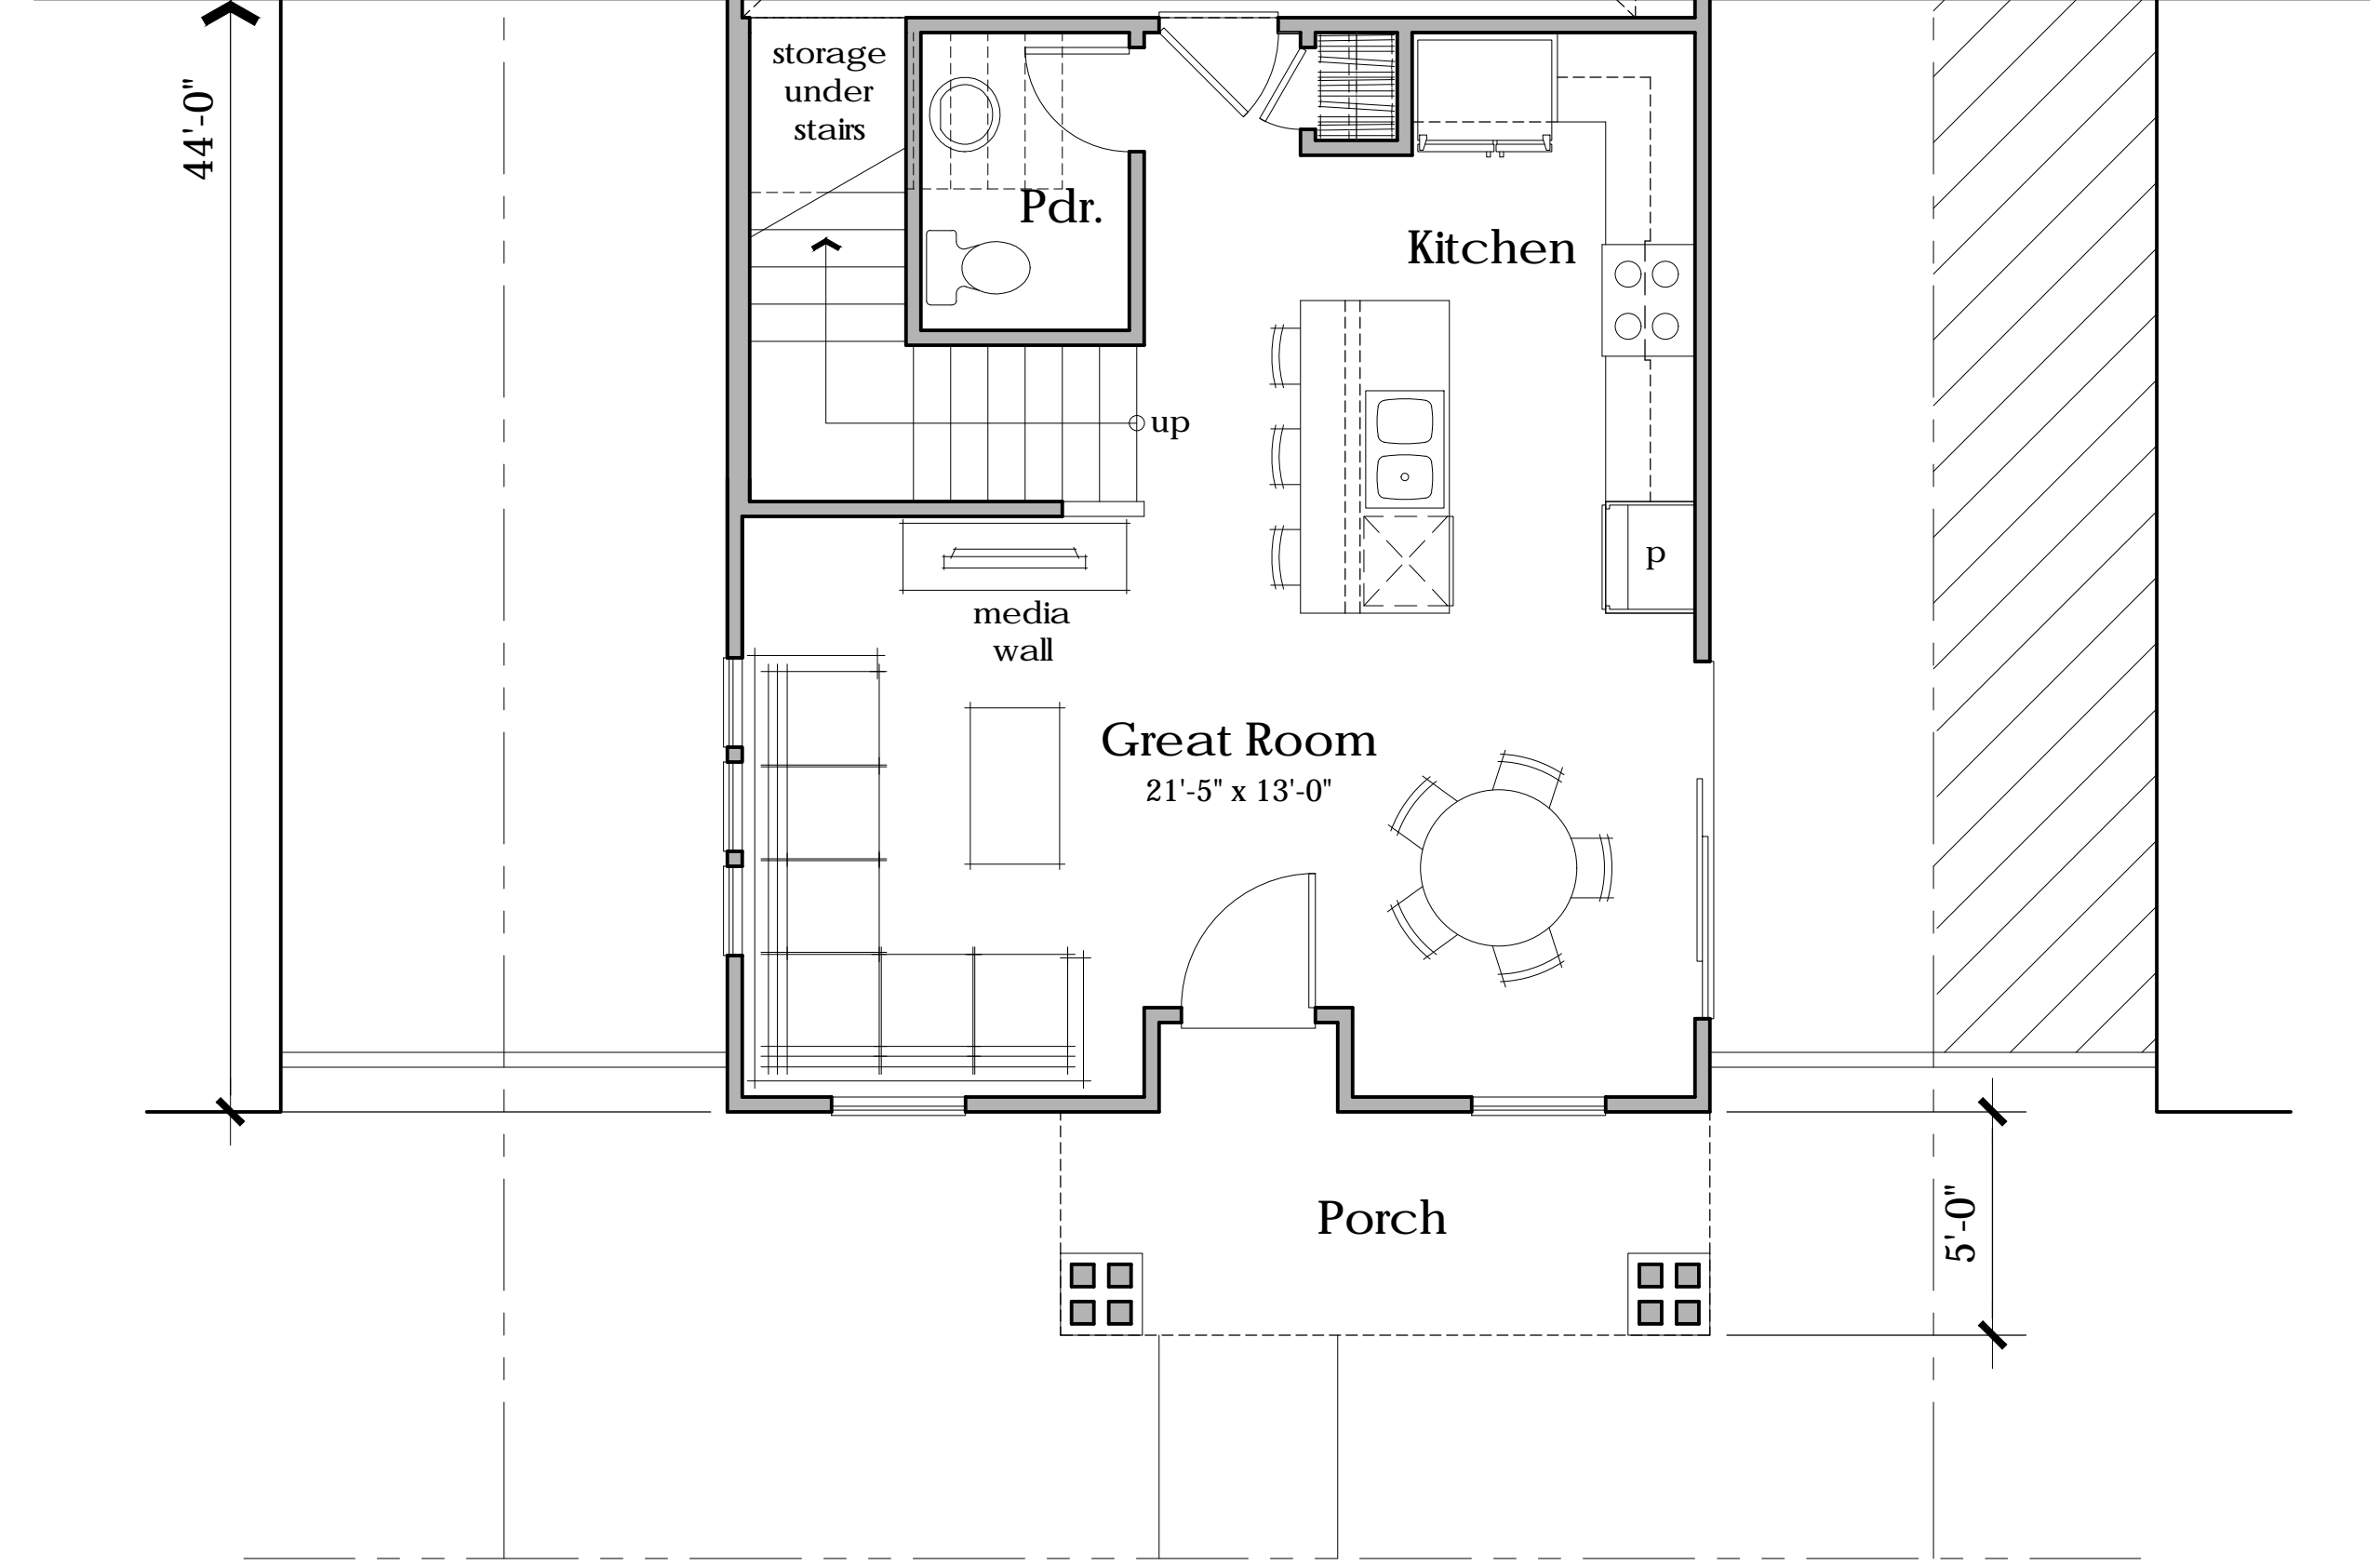 storage
under
stairs
44'-0"
Pdr.
Kitchen
up
p
media
wall
Great Room
21'-5" x 13'-0"
Porch
5'-0"